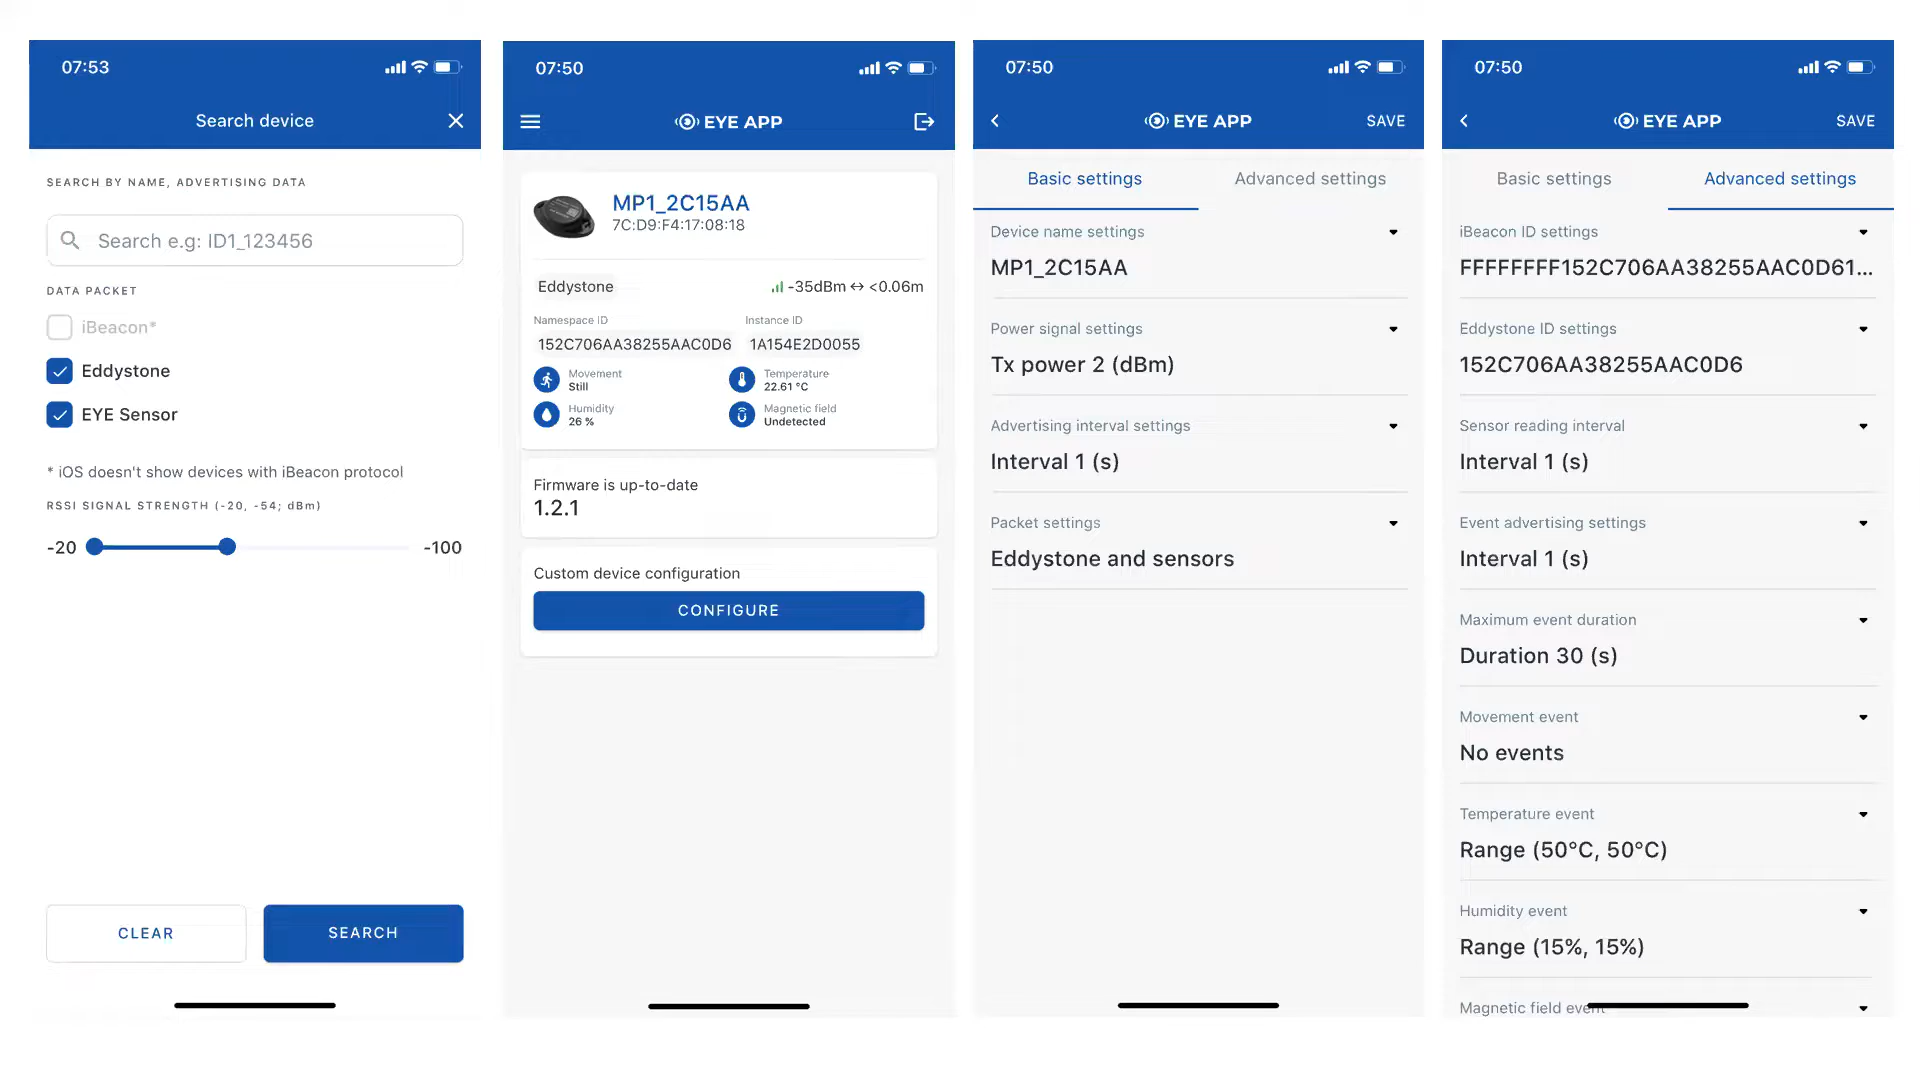 07:53
Search device
SEARCH BY NAME, ADVERTISING DATA
Search e.g: ID1_123456
DATA PACKET
iBeacon*
Eddystone
EYE Sensor
* iOS doesn't show devices with iBeacon protocol
RSSI SIGNAL STRENGTH (-20, -54; dBm)
-20 -100
CLEAR SEARCH
07:50
EYE APP
MP1_2C15AA
7C:D9:F4:17:08:18
Eddystone -35dBm ↔ <0.06m
Namespace ID Instance ID
152C706AA38255AAC0D6 1A154E2D0055
Movement Temperature
Still 22.61 °C
Humidity Magnetic field
26 % Undetected
Firmware is up-to-date
1.2.1
Custom device configuration
CONFIGURE
07:50
EYE APP SAVE
Basic settings Advanced settings
Device name settings
MP1_2C15AA
Power signal settings
Tx power 2 (dBm)
Advertising interval settings
Interval 1 (s)
Packet settings
Eddystone and sensors
07:50
EYE APP SAVE
Basic settings Advanced settings
iBeacon ID settings
FFFFFFFF152C706AA38255AAC0D61...
Eddystone ID settings
152C706AA38255AAC0D6
Sensor reading interval
Interval 1 (s)
Event advertising settings
Interval 1 (s)
Maximum event duration
Duration 30 (s)
Movement event
No events
Temperature event
Range (50°C, 50°C)
Humidity event
Range (15%, 15%)
Magnetic field event